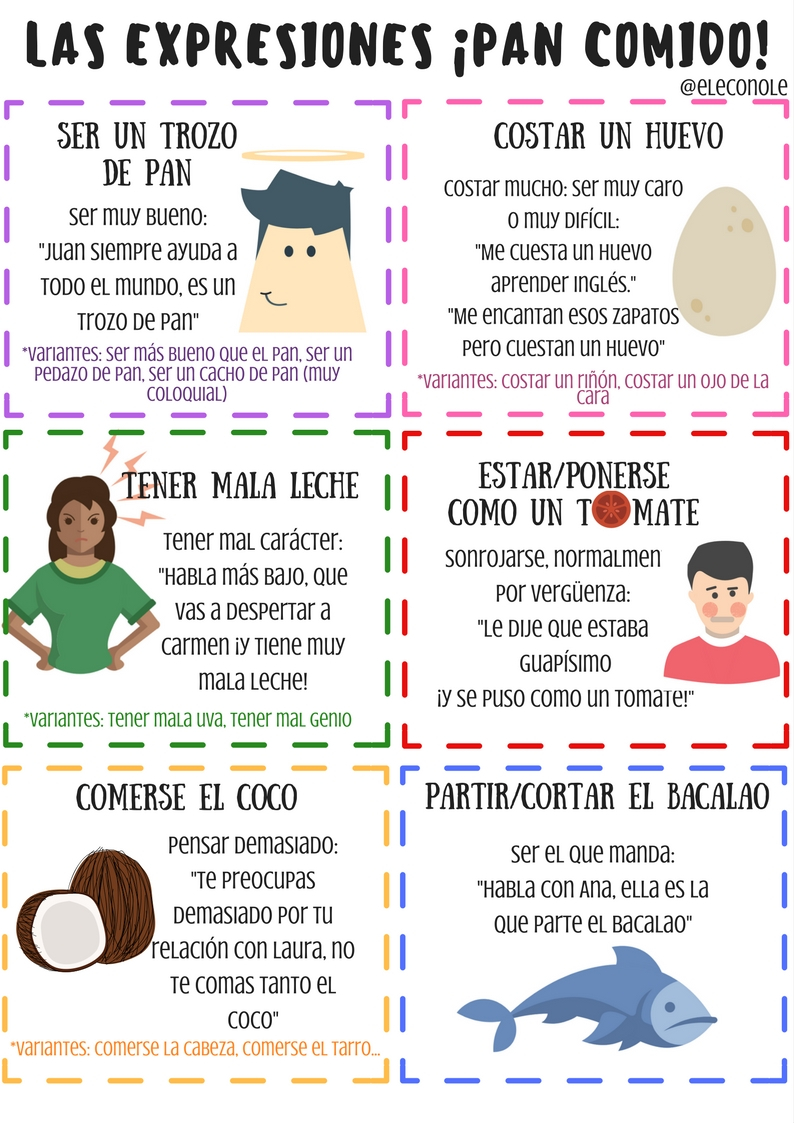 LAS EXPRESIONES ¡PAN COMIDO!
@eleconole
SER UN TROZO
DE PAN
Ser muy bueno:
"Juan siempre ayuda a
todo el mundo, es un
trozo de pan"
*Variantes: ser más bueno que el pan, ser un
pedazo de pan, ser un cacho de pan (muy
coloquial)
COSTAR UN HUEVO
Costar mucho: ser muy caro
o muy difícil:
"Me cuesta un huevo
aprender inglés."
"Me encantan esos zapatos
pero cuestan un huevo"
*Variantes: costar un riñón, costar un ojo de la
cara
TENER MALA LECHE
Tener mal carácter:
"Habla más bajo, que
vas a despertar a
Carmen ¡y tiene muy
mala leche!
*Variantes: tener mala uva, tener mal genio
ESTAR/PONERSE
COMO UN TOMATE
Sonrojarse, normalmen
por vergüenza:
"Le dije que estaba
guapísimo
¡y se puso como un tomate!"
COMERSE EL COCO
Pensar demasiado:
"Te preocupas
demasiado por tu
relación con Laura, no
te comas tanto el
coco"
*Variantes: comerse la cabeza, comerse el tarro...
PARTIR/CORTAR EL BACALAO
Ser el que manda:
"Habla con Ana, ella es la
que parte el bacalao"